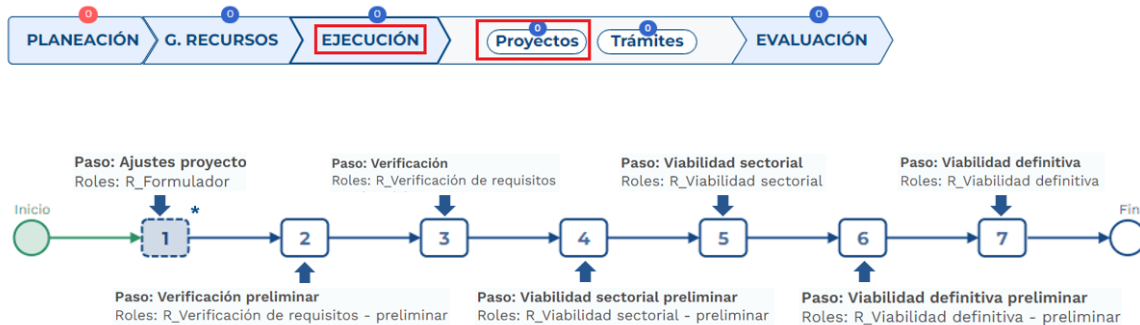 0 0 0 0 0 0
PLANEACIÓN G. RECURSOS EJECUCIÓN Proyectos Trámites EVALUACIÓN
Paso: Ajustes proyecto
Roles: R_Formulador
Paso: Verificación
Roles: R_Verificación de requisitos
Paso: Viabilidad sectorial
Roles: R_Viabilidad sectorial
Paso: Viabilidad definitiva
Roles: R_Viabilidad definitiva
Inicio
Fin
1 * 2 3 4 5 6 7
Paso: Verificación preliminar
Roles: R_Verificación de requisitos - preliminar
Paso: Viabilidad sectorial preliminar
Roles: R_Viabilidad sectorial - preliminar
Paso: Viabilidad definitiva preliminar
Roles: R_Viabilidad definitiva - preliminar